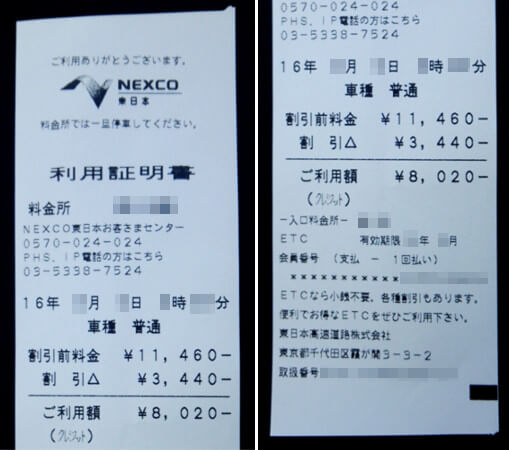 ご利用ありがとうございます。
NEXCO
東日本
料金所では一旦停車してください。
利用証明書
料金所
NEXCO東日本お客さまセンター
0570-024-024
PHS、IP電話の方はこちら
03-5338-7524
16年 月 日 時 分
車種 普通
割引前料金 ¥11,460-
割 引△ ¥3,440-
ご利用額 ¥8,020-
(クレジット)
0570-024-024
PHS、IP電話の方はこちら
03-5338-7524
16年 月 日 時 分
車種 普通
割引前料金 ¥11,460-
割 引△ ¥3,440-
ご利用額 ¥8,020-
(クレジット)
-入口料金所-
ETC 有効期限 年 月
会員番号 (支払 - 1回払い)
***********
ETCなら小銭不要、各種割引もあります。
便利でお得なETCをぜひご利用下さい。
東日本高速道路株式会社
東京都千代田区霞が関3-3-2
取扱番号